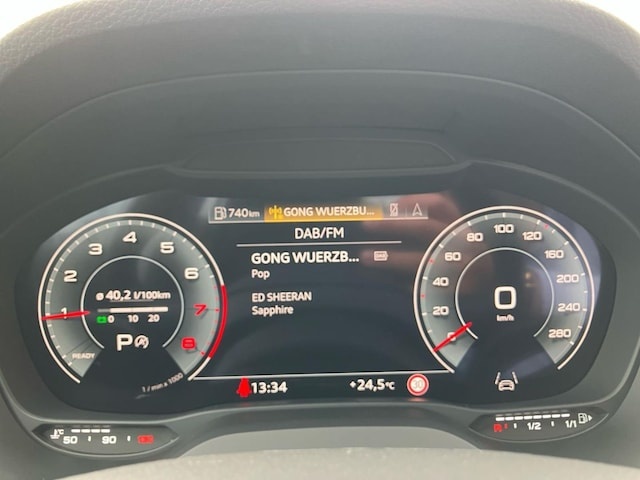 740km GONG WUERZBU...
DAB/FM
GONG WUERZB... DAB
Pop
ED SHEERAN
Sapphire
1 2 3 4 5 6 7 8
ø 40,2 l/100km
0 10 20
P
READY
1 / min x 1000
20 40 60 80 100 120 160 200 240 280
0
km/h
13:34 +24,5°C
°C 50 90
R 1/2 1/1